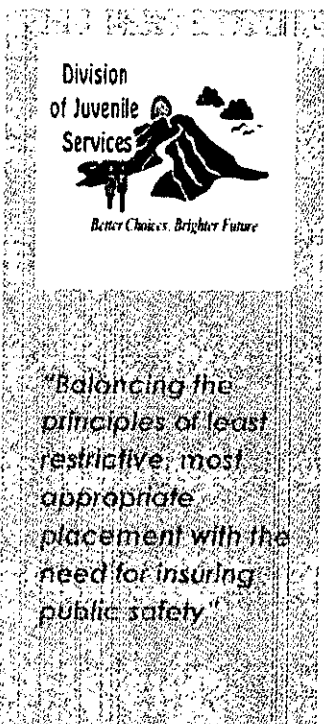 Division
of Juvenile
Services
Better Choices, Brighter Future
"Balancing the
principles of least
restrictive, most
appropriate
placement with the
need for insuring
public safety"